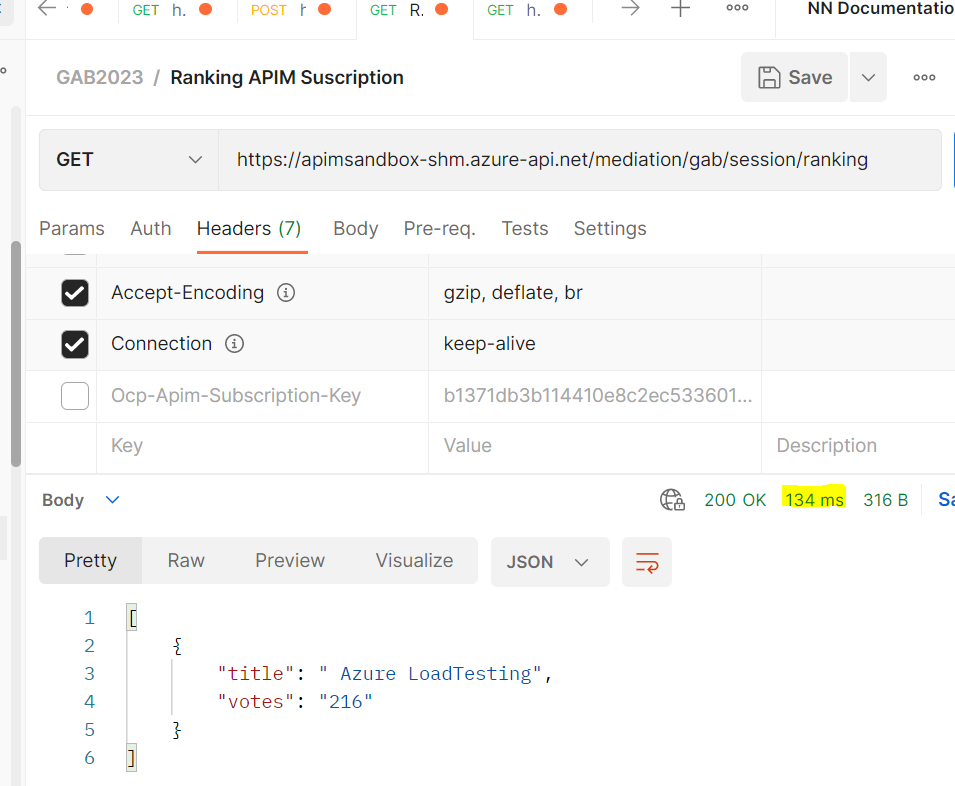 GET h. POST h GET R. GET h. NN Documentatio
GAB2023 / Ranking APIM Suscription Save
GET https://apimsandbox-shm.azure-api.net/mediation/gab/session/ranking
Params Auth Headers (7) Body Pre-req. Tests Settings
Accept-Encoding gzip, deflate, br
Connection keep-alive
Ocp-Apim-Subscription-Key b1371db3b114410e8c2ec533601...
Key Value Description
Body 200 OK 134 ms 316 B Sa
Pretty Raw Preview Visualize JSON
1 [
2 {
3 "title": " Azure LoadTesting",
4 "votes": "216"
5 }
6 ]